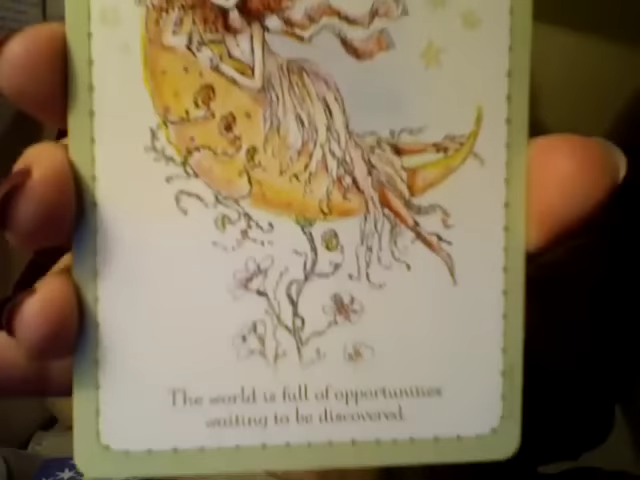 The world is full of opportunities
waiting to be discovered.